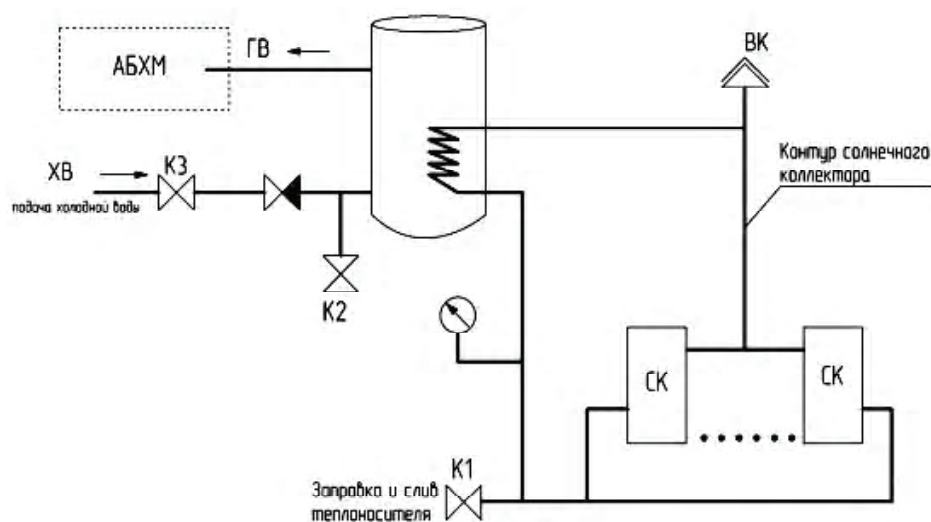 АБХМ
ГВ
ВК
ХВ
К3
подача холодной воды
К2
Контур солнечного
коллектора
СК
СК
К1
Заправка и слив
теплоносителя